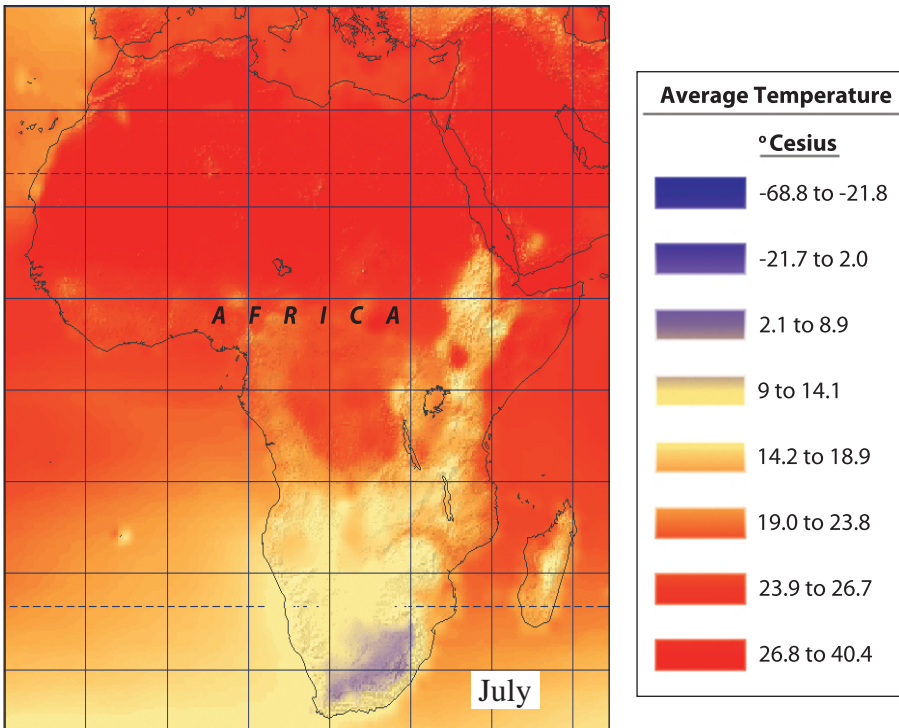 Average Temperature
º Cesius
-68.8 to -21.8
-21.7 to 2.0
2.1 to 8.9
9 to 14.1
14.2 to 18.9
19.0 to 23.8
23.9 to 26.7
26.8 to 40.4
A F R I C A
July